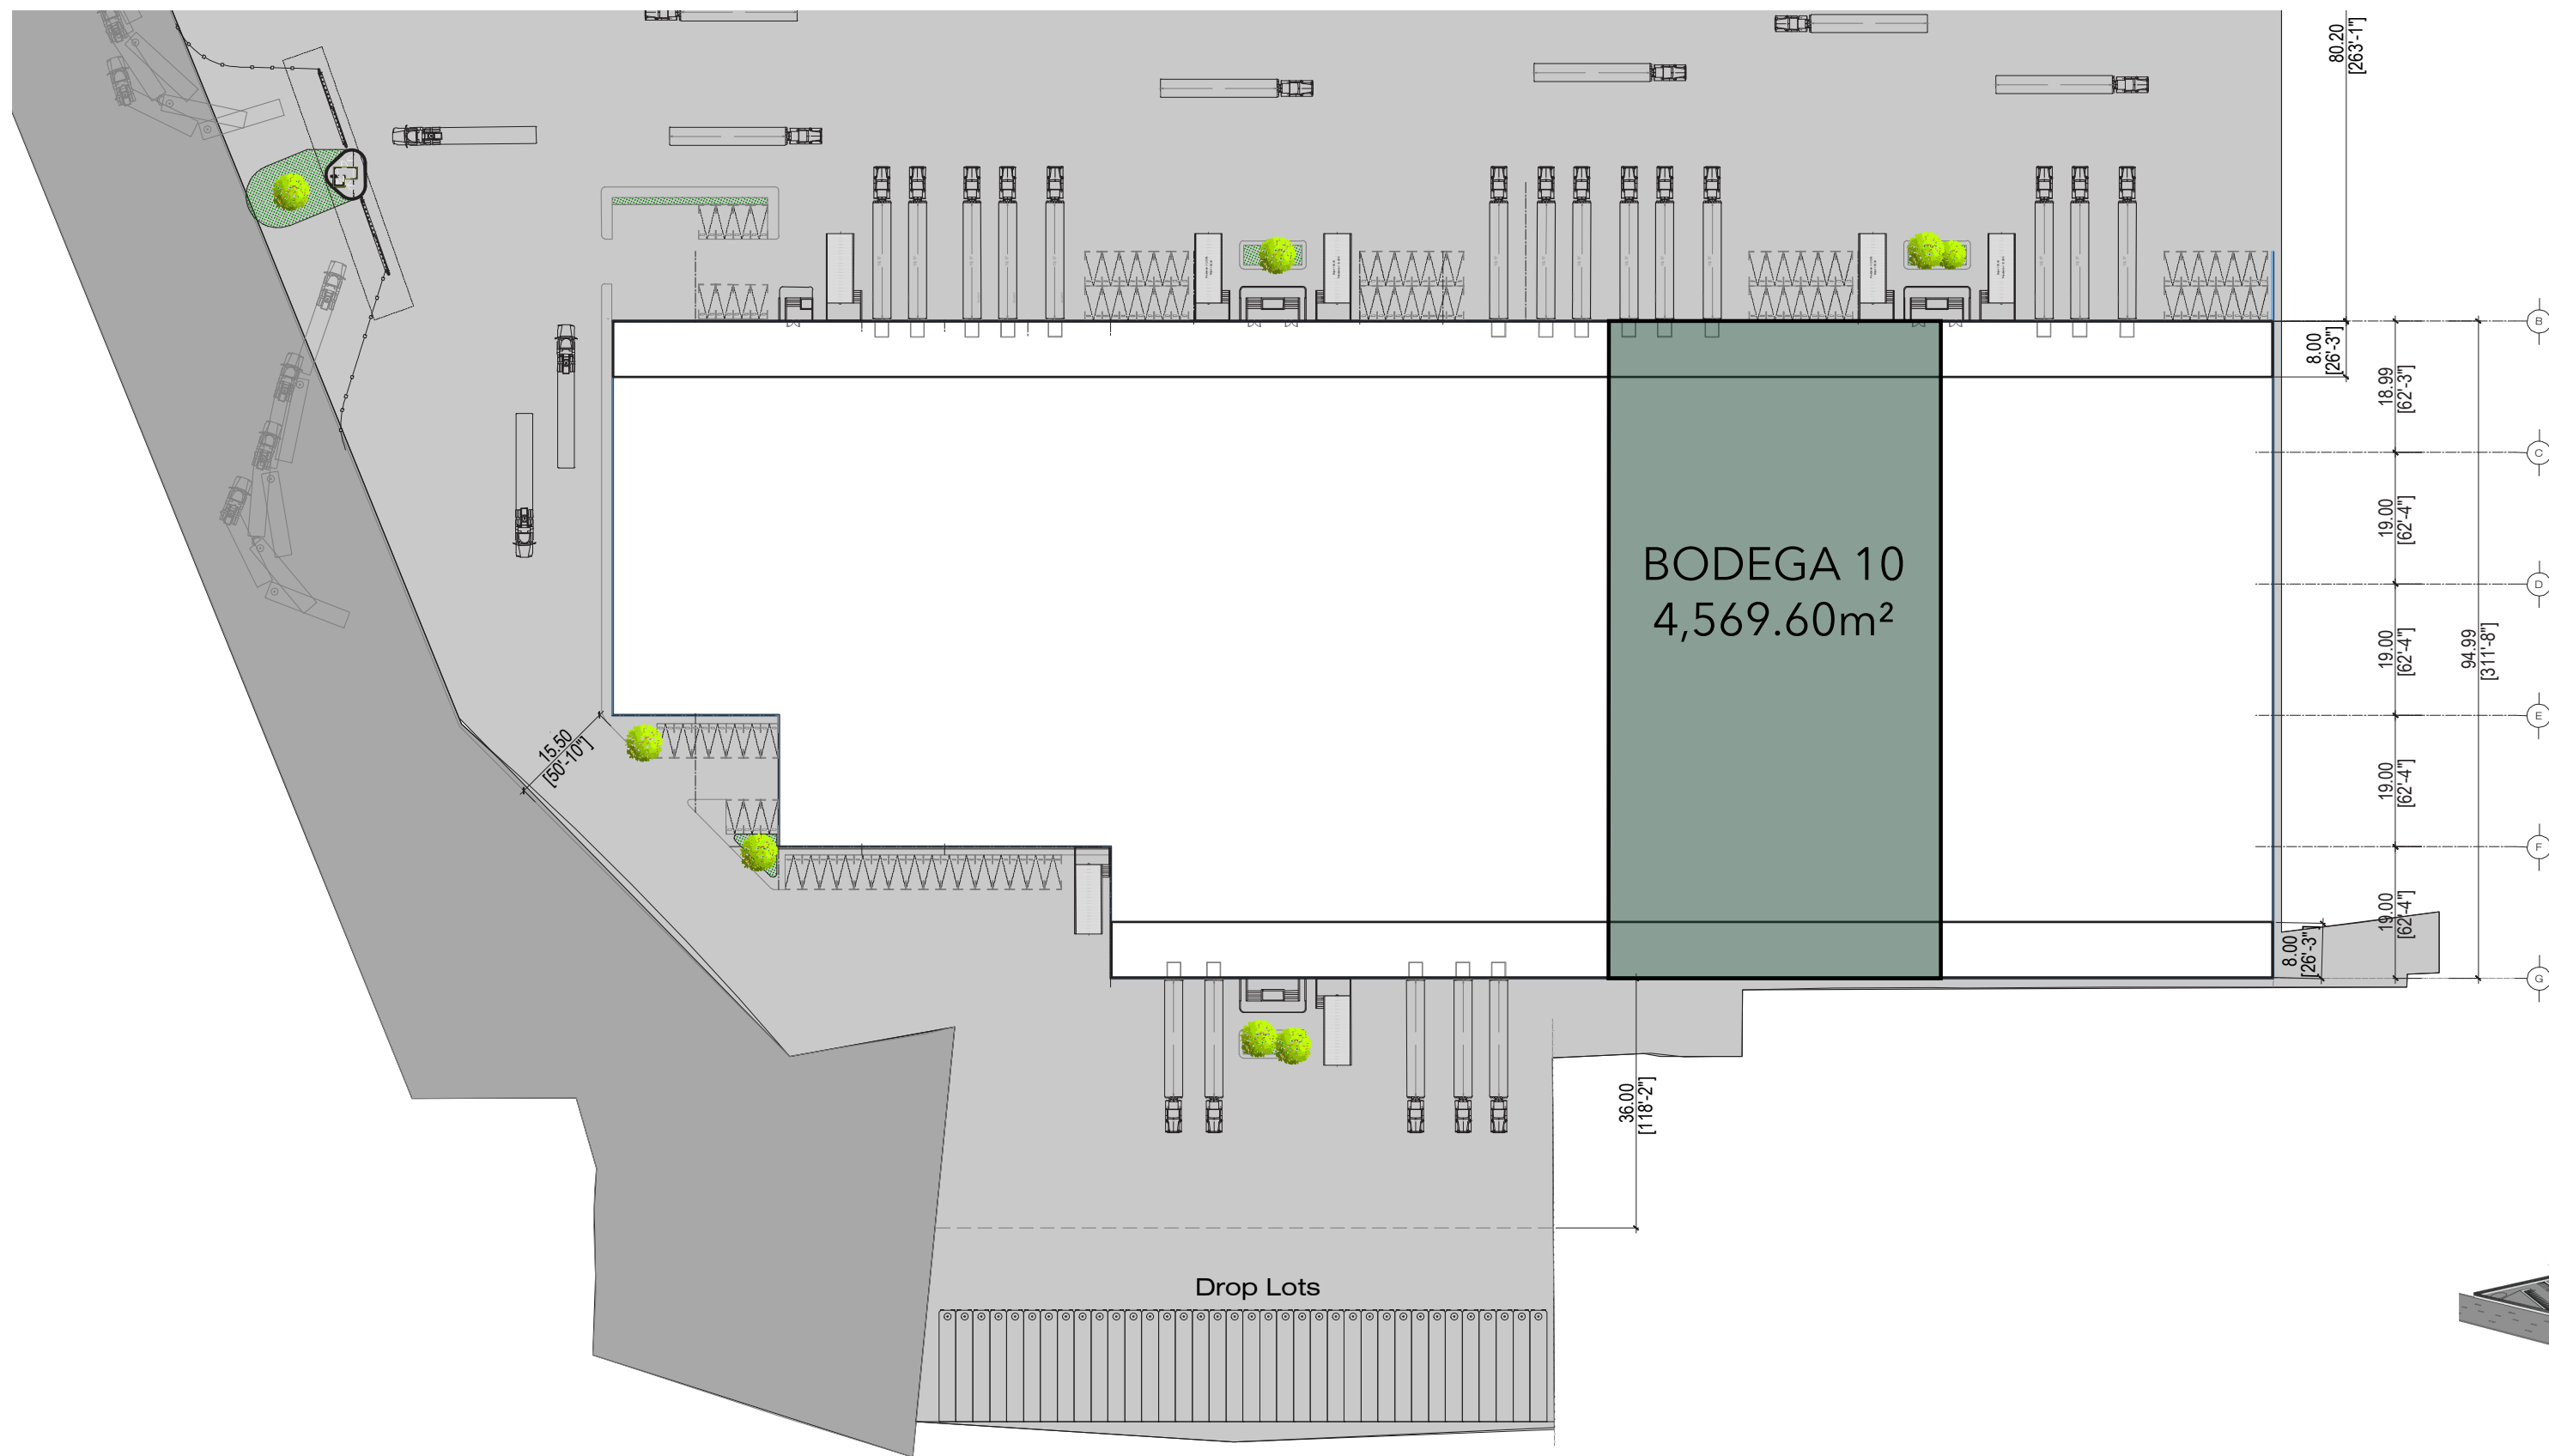 80.20
[263'-1"]
B
8.00
[26'-3"]
18.99
[62'-3"]
C
19.00
[62'-4"]
BODEGA 10
4,569.60m²
D
19.00
[62'-4"]
94.99
[311'-8"]
E
15.50
[50'-10"]
19.00
[62'-4"]
F
19.00
[62'-4"]
8.00
[26'-3"]
G
36.00
[118'-2"]
Drop Lots